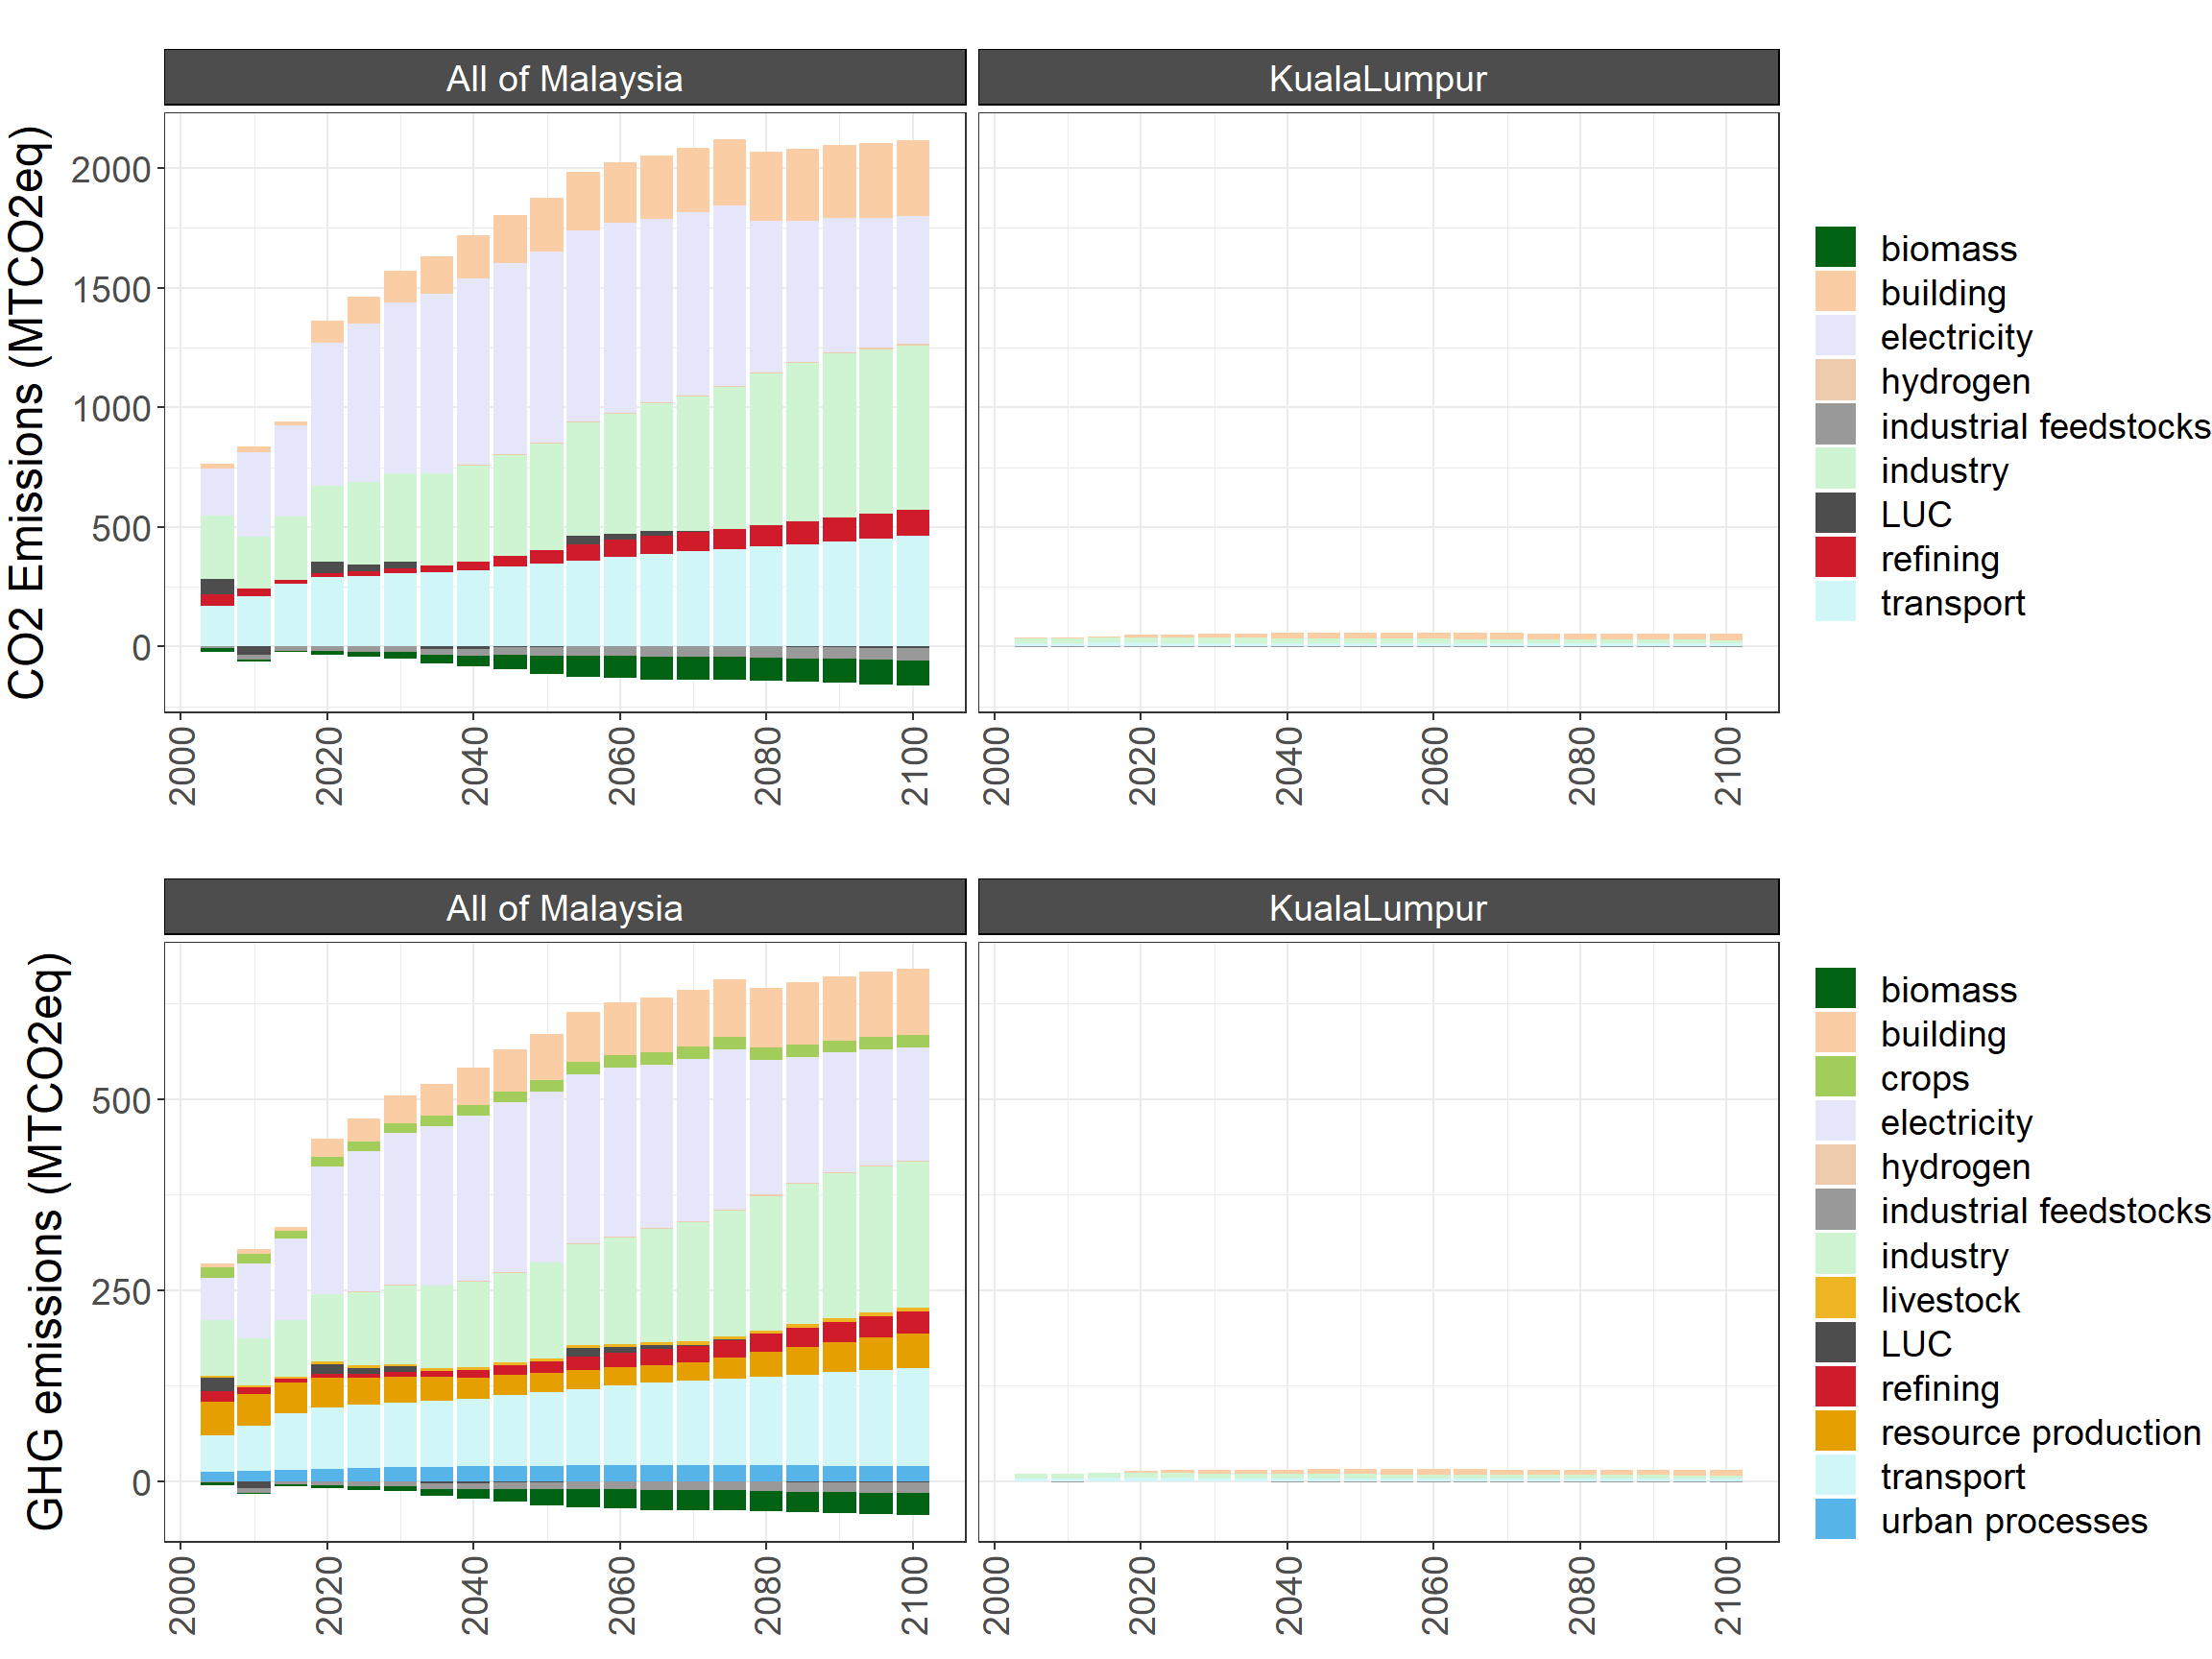 All of Malaysia
KualaLumpur
CO2 Emissions (MTCO2eq)
2000
1500
1000
500
0
2000
2020
2040
2060
2080
2100
2000
2020
2040
2060
2080
2100
biomass
building
electricity
hydrogen
industrial feedstocks
industry
LUC
refining
transport
All of Malaysia
KualaLumpur
GHG emissions (MTCO2eq)
500
250
0
2000
2020
2040
2060
2080
2100
2000
2020
2040
2060
2080
2100
biomass
building
crops
electricity
hydrogen
industrial feedstocks
industry
livestock
LUC
refining
resource production
transport
urban processes